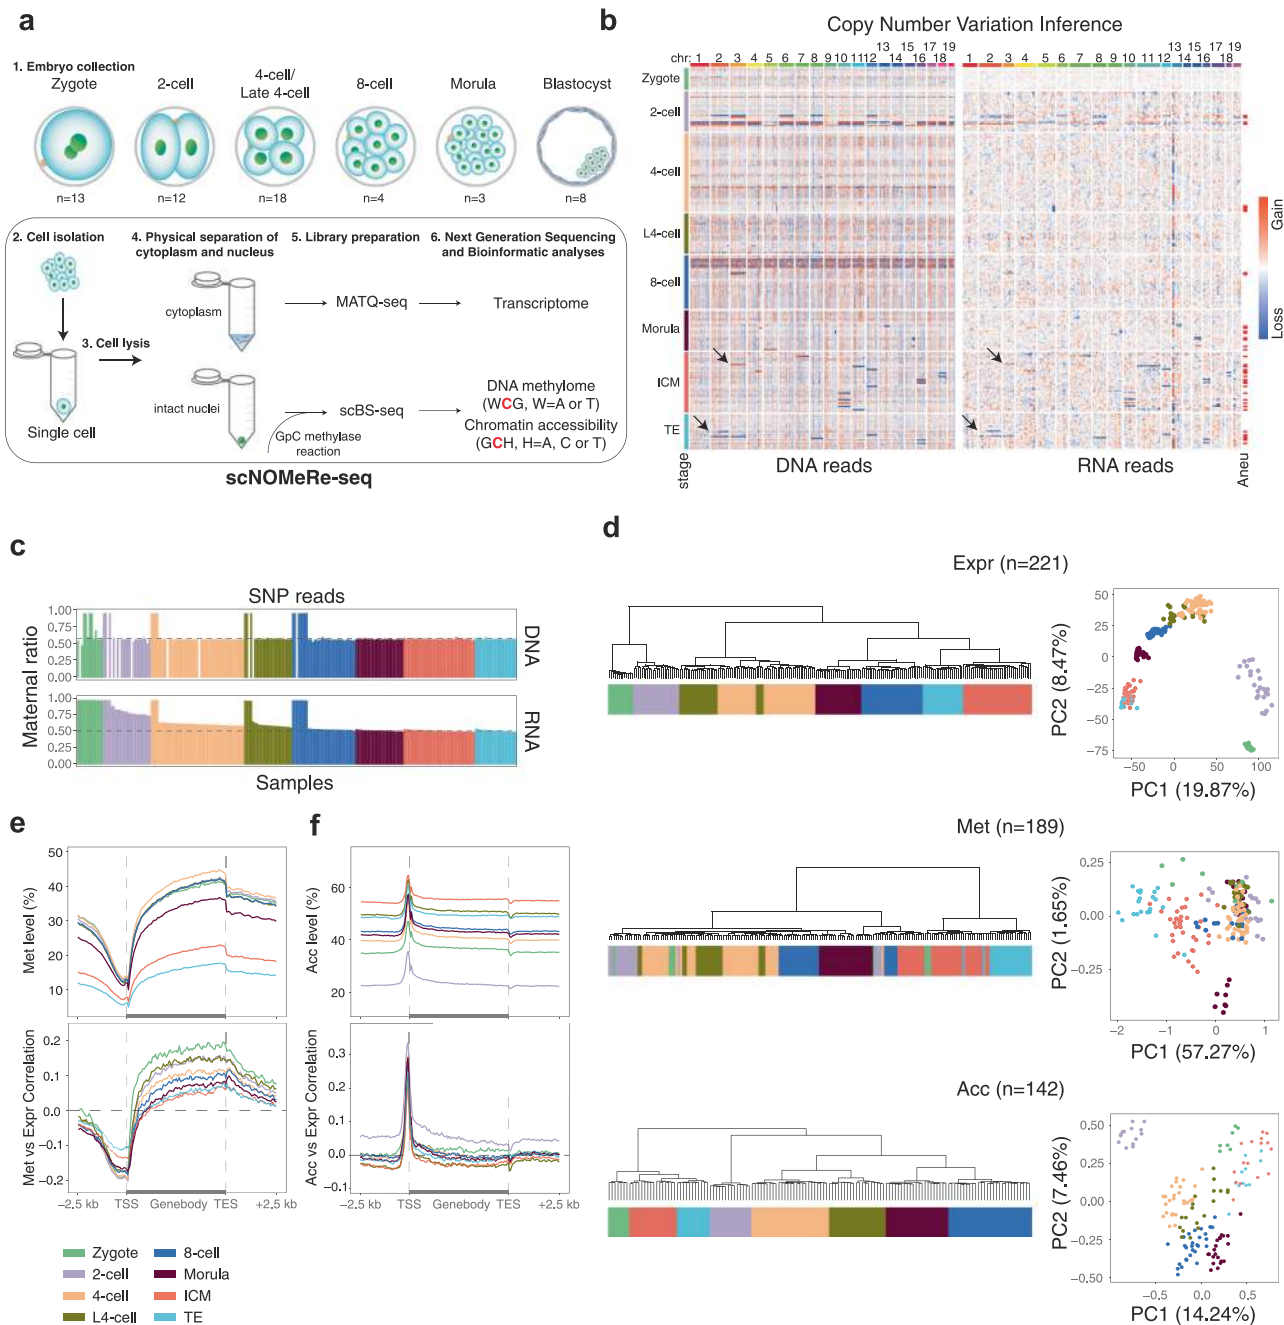 a
1. Embryo collection
Zygote
2-cell
4-cell/
Late 4-cell
8-cell
Morula
Blastocyst
n=13
n=12
n=18
n=4
n=3
n=8
2. Cell isolation
4. Physical separation of
cytoplasm and nucleus
5. Library preparation
6. Next Generation Sequencing
and Bioinformatic analyses
cytoplasm
MATQ-seq
Transcriptome
3. Cell lysis
intact nuclei
GpC methylase
reaction
scBS-seq
DNA methylome
(WCG, W=A or T)
Chromatin accessibility
(GCH, H=A, C or T)
Single cell
scNOMeRe-seq
b
Copy Number Variation Inference
13 15 17 19
chr: 1 2 3 4 5 6 7 8 9 10 11 12 14 16 18
13 15 17 19
1 2 3 4 5 6 7 8 9 10 11 12 14 16 18
Zygote
2-cell
4-cell
L4-cell
8-cell
Morula
ICM
TE
stage
DNA reads
RNA reads
Aneu
Gain
Loss
c
SNP reads
Maternal ratio
1.00
0.75
0.50
0.25
0.00
DNA
1.00
0.75
0.50
0.25
0.00
RNA
Samples
d
Expr (n=221)
PC2 (8.47%)
50
25
0
−25
−50
−75
−50 0 50 100
PC1 (19.87%)
Met (n=189)
PC2 (1.65%)
0.25
0.00
−0.25
−2 −1 0 1
PC1 (57.27%)
Acc (n=142)
PC2 (7.46%)
0.50
0.25
0.00
−0.25
−0.50
−0.5 0.0 0.5
PC1 (14.24%)
e
Met level (%)
50
40
30
20
10
Met vs Expr Correlation
0.2
0.1
0.0
−0.1
−0.2
−2.5 kb TSS Genebody TES +2.5 kb
f
Acc level (%)
60
40
20
Acc vs Expr Correlation
0.3
0.2
0.1
0.0
−0.1
−2.5 kb TSS Genebody TES +2.5 kb
Zygote
2-cell
4-cell
L4-cell
8-cell
Morula
ICM
TE